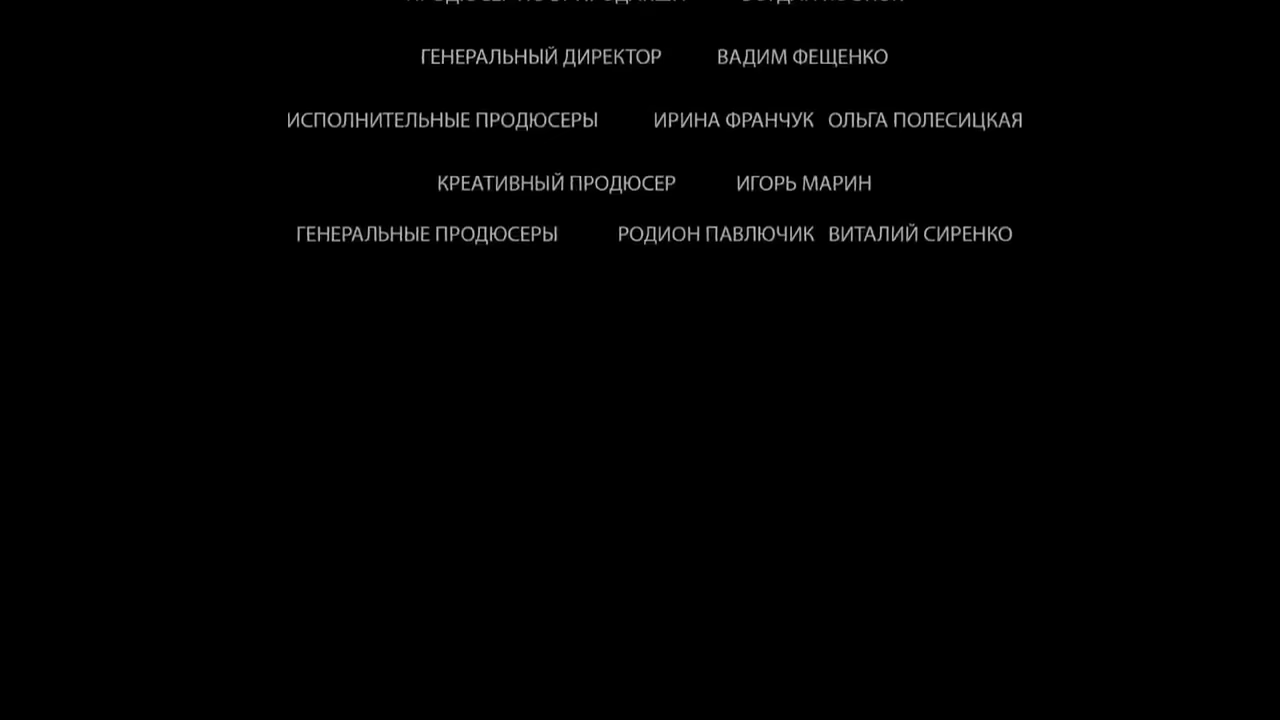 ГЕНЕРАЛЬНЫЙ ДИРЕКТОР ВАДИМ ФЕЩЕНКО
ИСПОЛНИТЕЛЬНЫЕ ПРОДЮСЕРЫ ИРИНА ФРАНЧУК ОЛЬГА ПОЛЕСИЦКАЯ
КРЕАТИВНЫЙ ПРОДЮСЕР ИГОРЬ МАРИН
ГЕНЕРАЛЬНЫЕ ПРОДЮСЕРЫ РОДИОН ПАВЛЮЧИК ВИТАЛИЙ СИРЕНКО